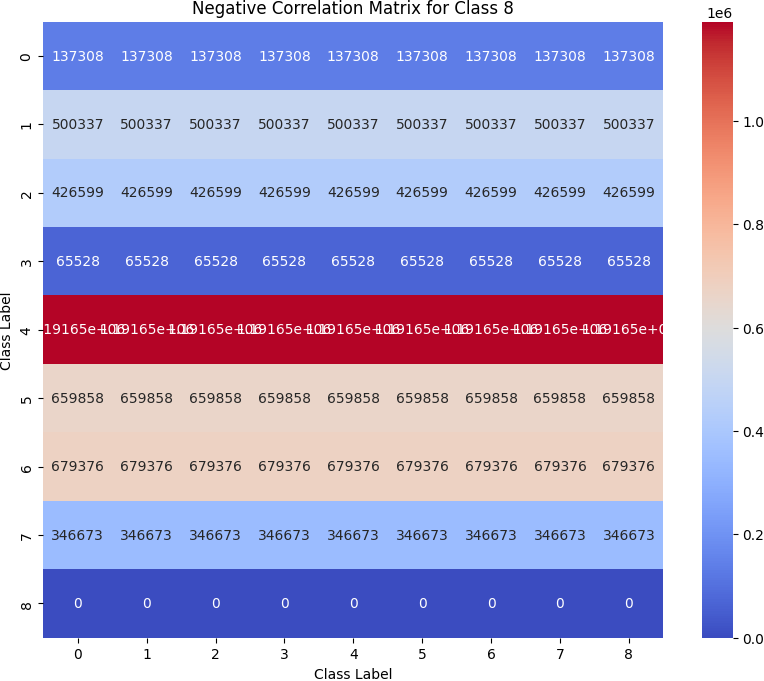 Negative Correlation Matrix for Class 8
1e6
0 137308 137308 137308 137308 137308 137308 137308 137308 137308
1 500337 500337 500337 500337 500337 500337 500337 500337 500337
1.0
2 426599 426599 426599 426599 426599 426599 426599 426599 426599
0.8
3 65528 65528 65528 65528 65528 65528 65528 65528 65528
Class Label
4
0.6
5 659858 659858 659858 659858 659858 659858 659858 659858 659858
0.4
6 679376 679376 679376 679376 679376 679376 679376 679376 679376
7 346673 346673 346673 346673 346673 346673 346673 346673 346673
0.2
8 0 0 0 0 0 0 0 0 0
0.0
0 1 2 3 4 5 6 7 8
Class Label